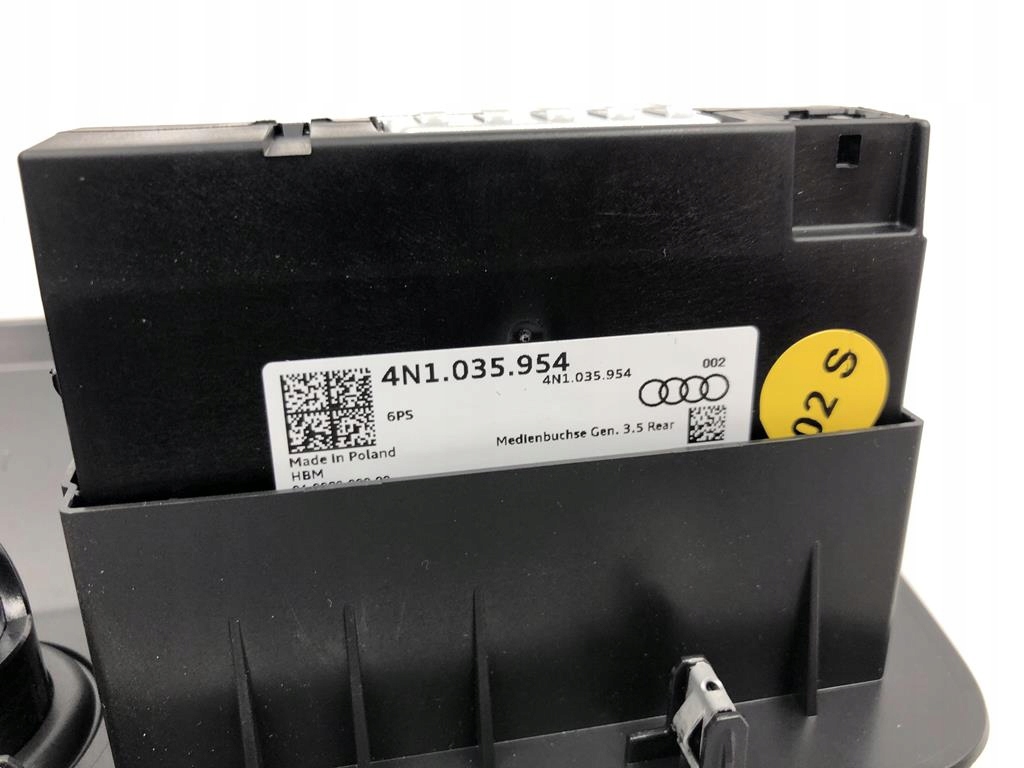 4N1.035.954
4N1.035.954
002
6PS
Medienbuchse Gen. 3.5 Rear
Made in Poland
HBM
02 S